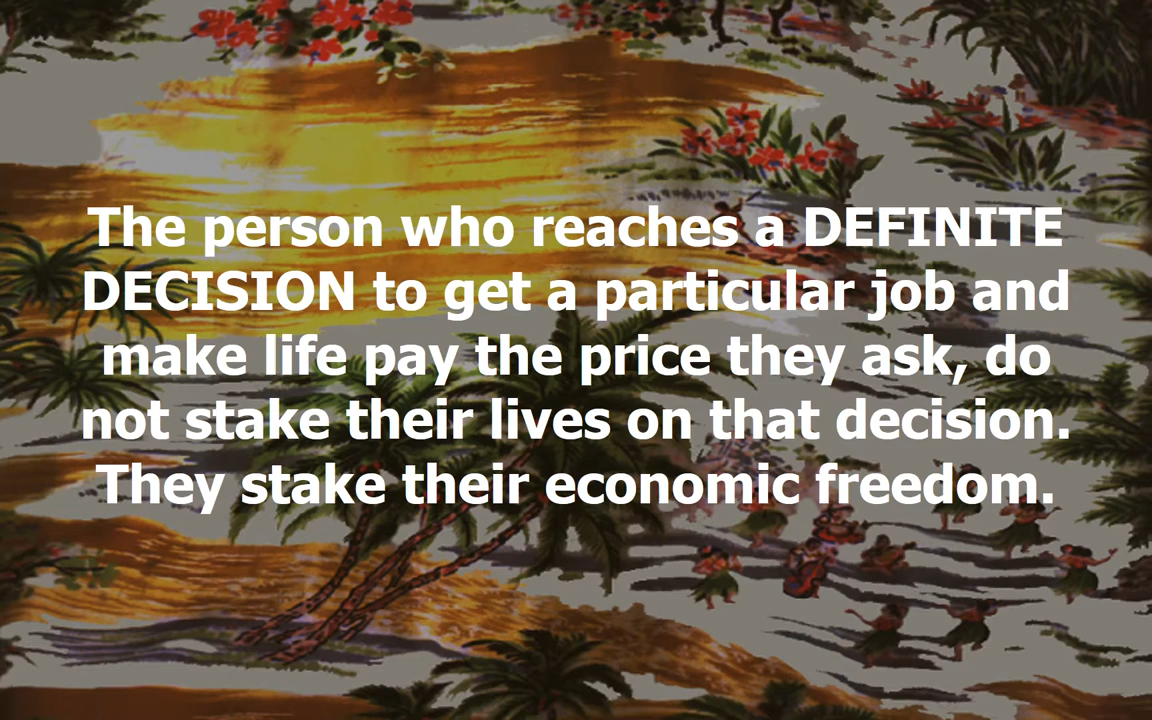 The person who reaches a DEFINITE
DECISION to get a particular job and
make life pay the price they ask, do
not stake their lives on that decision.
They stake their economic freedom.